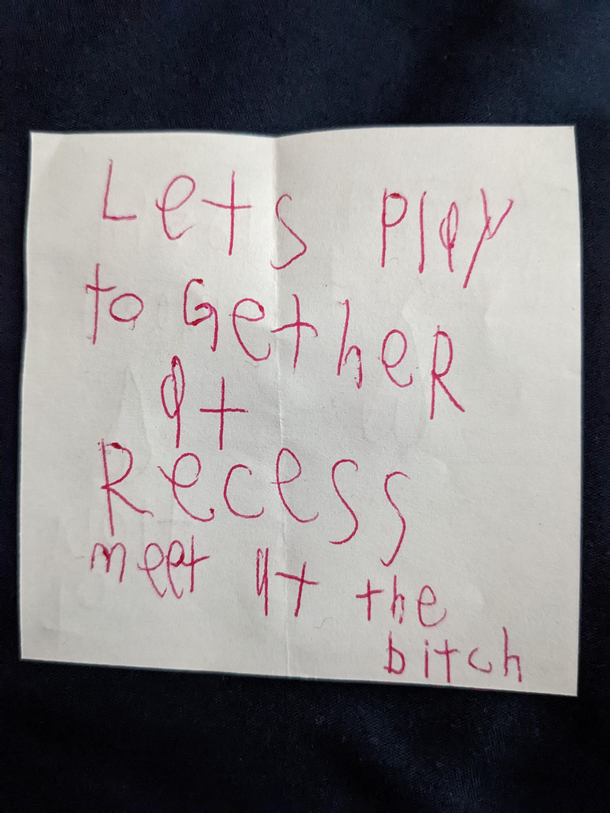 Lets Play
to GetheR
at
Recess
meet at the
bitch